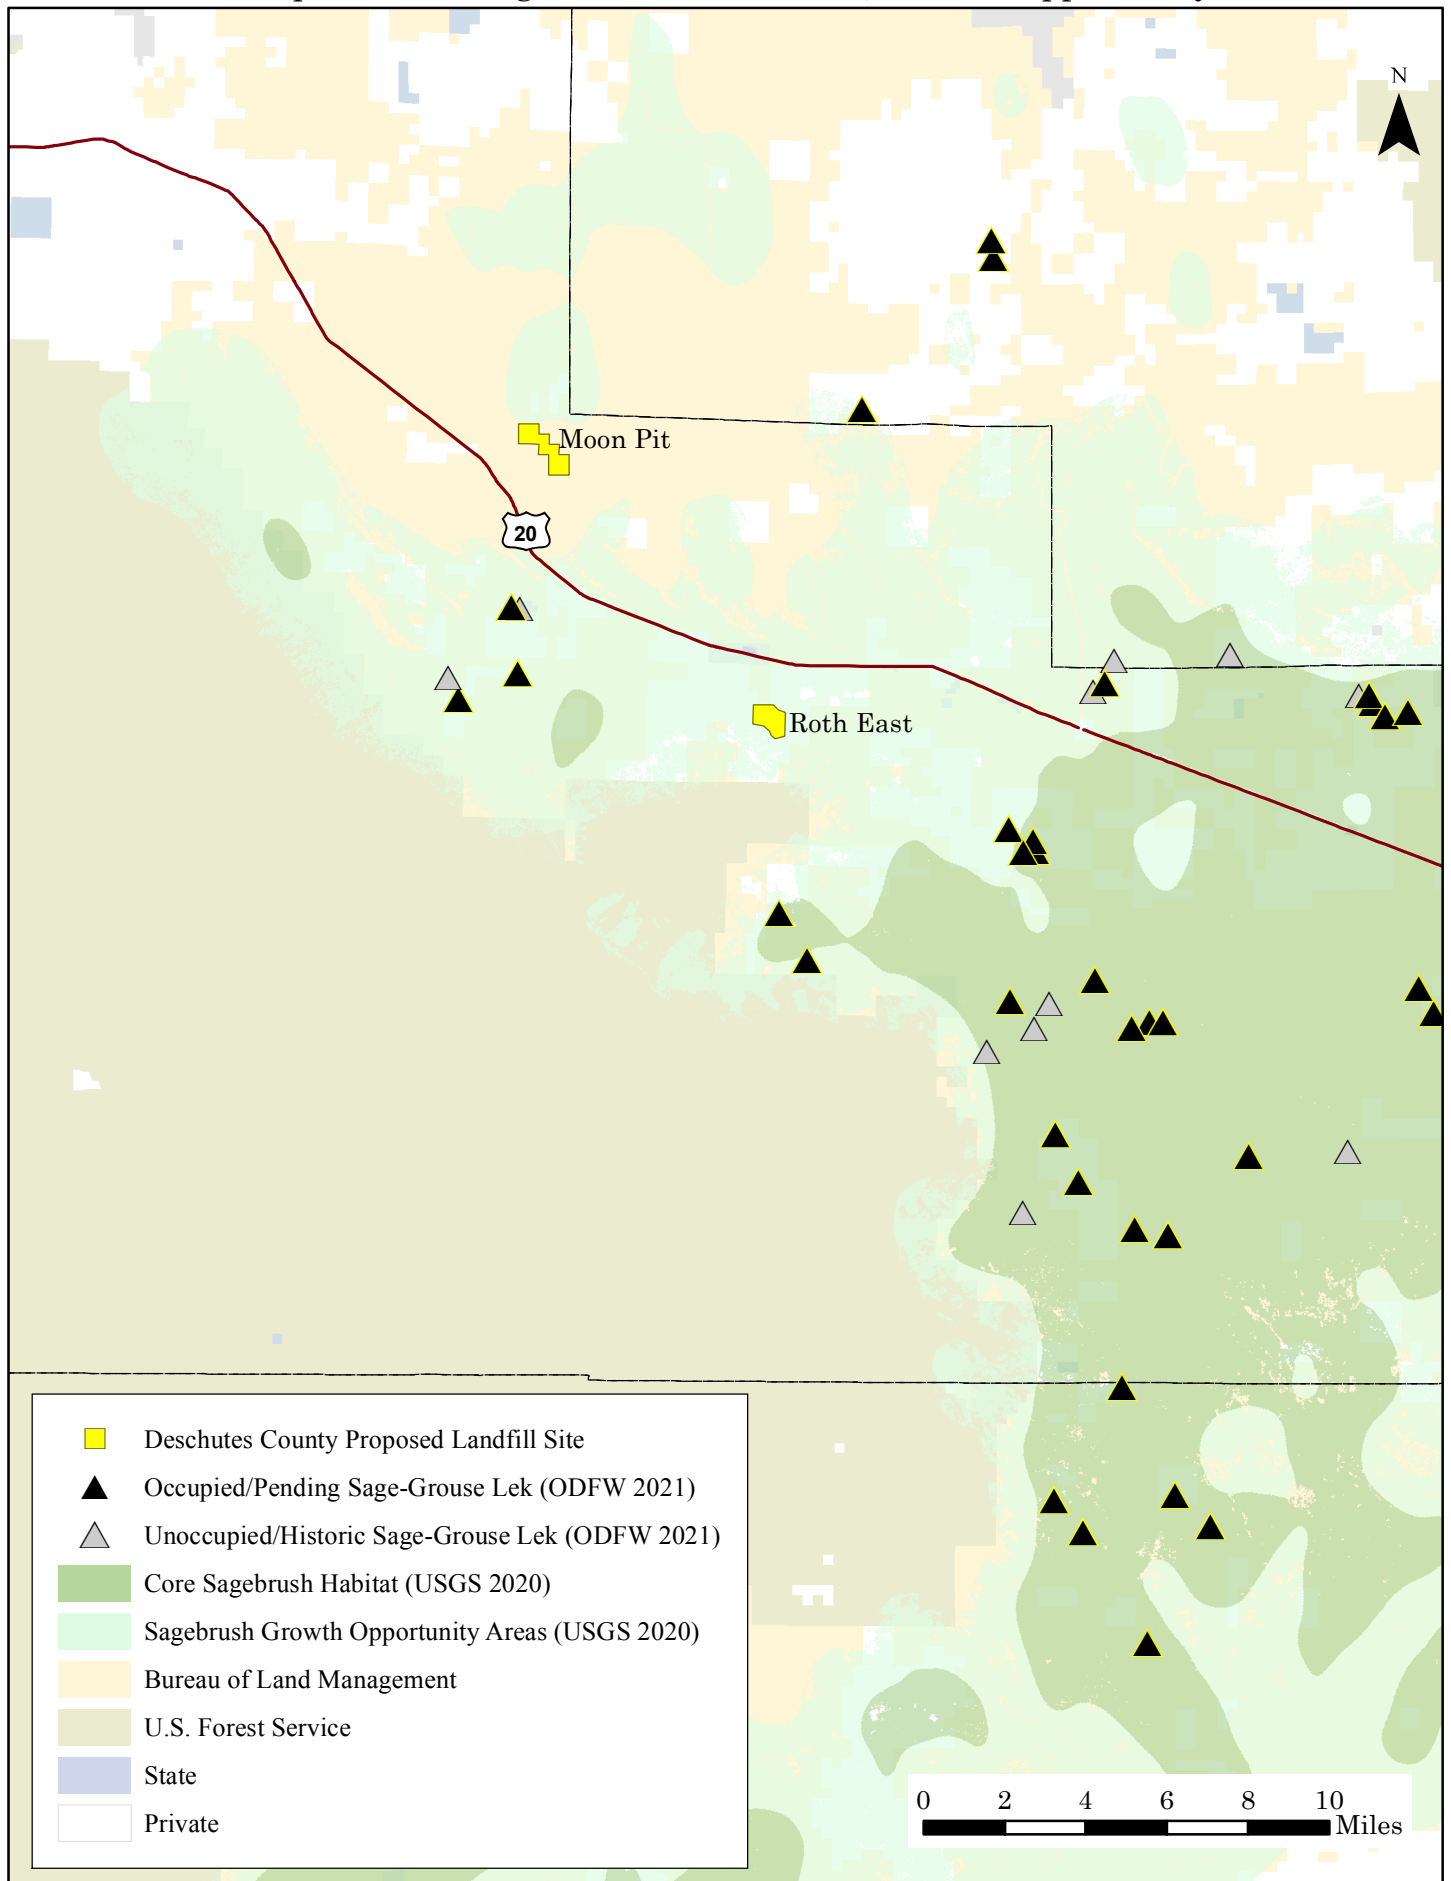 N
Moon Pit
20
Roth East
Deschutes County Proposed Landfill Site
Occupied/Pending Sage-Grouse Lek (ODFW 2021)
Unoccupied/Historic Sage-Grouse Lek (ODFW 2021)
Core Sagebrush Habitat (USGS 2020)
Sagebrush Growth Opportunity Areas (USGS 2020)
Bureau of Land Management
U.S. Forest Service
State
Private
0 2 4 6 8 10
Miles